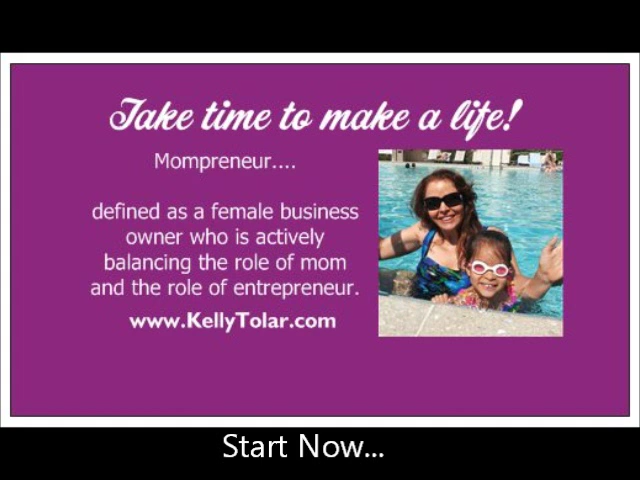 Take time to make a life!
Mompreneur....
defined as a female business
owner who is actively
balancing the role of mom
and the role of entrepreneur.
www.KellyTolar.com
Start Now...